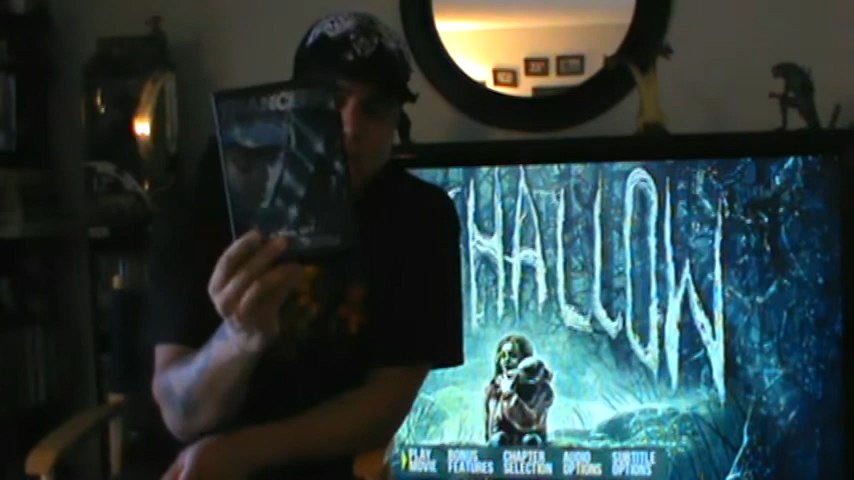 HALLOW
PLAY MOVIE
BONUS FEATURES
CHAPTER SELECTION
AUDIO OPTIONS
SUBTITLE OPTIONS